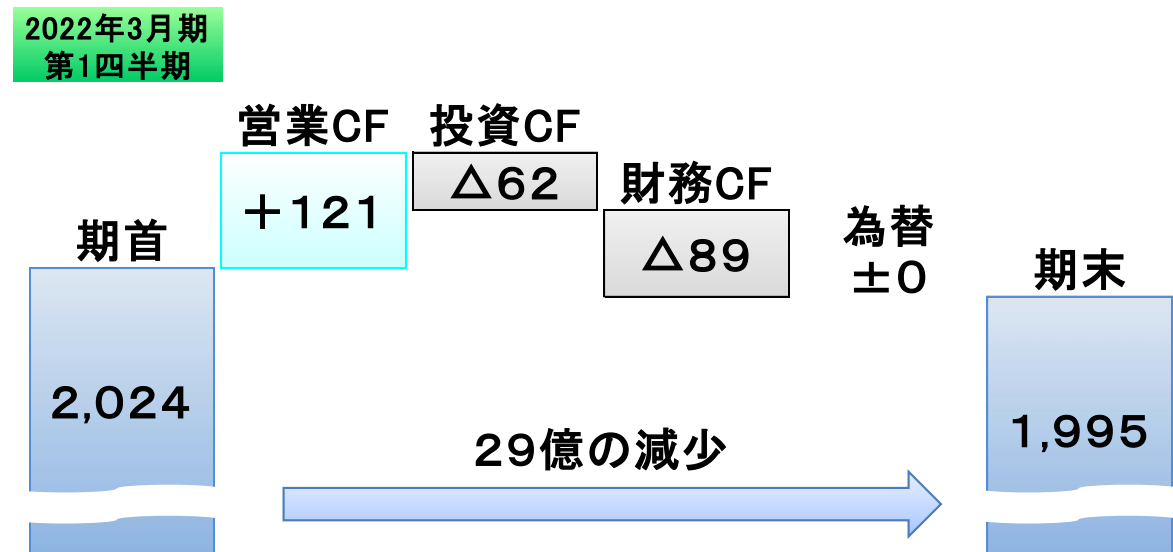 2022年3月期
第1四半期
営業CF
投資CF
＋121
△62
財務CF
△89
期首
2,024
為替
±0
期末
1,995
29億の減少